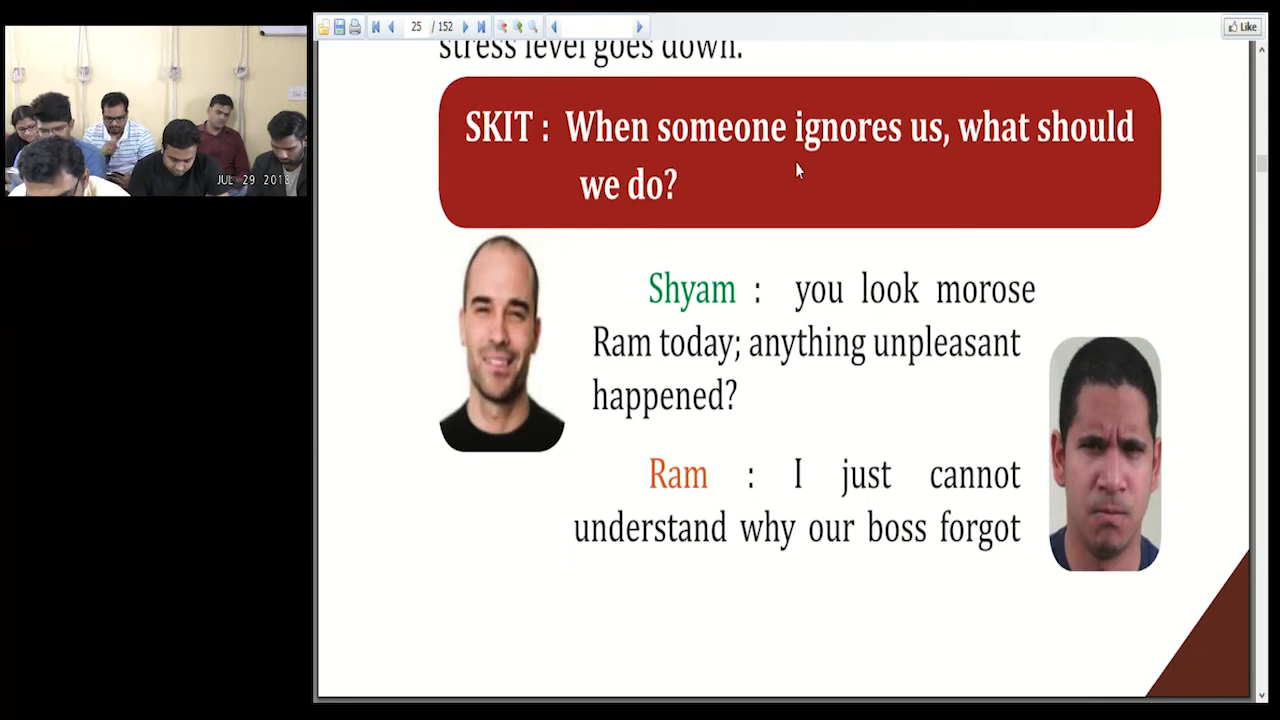 25 / 152
Like
stress level goes down.
SKIT : When someone ignores us, what should
we do?
JUL 29 2018
Shyam : you look morose
Ram today; anything unpleasant
happened?
Ram : I just cannot
understand why our boss forgot